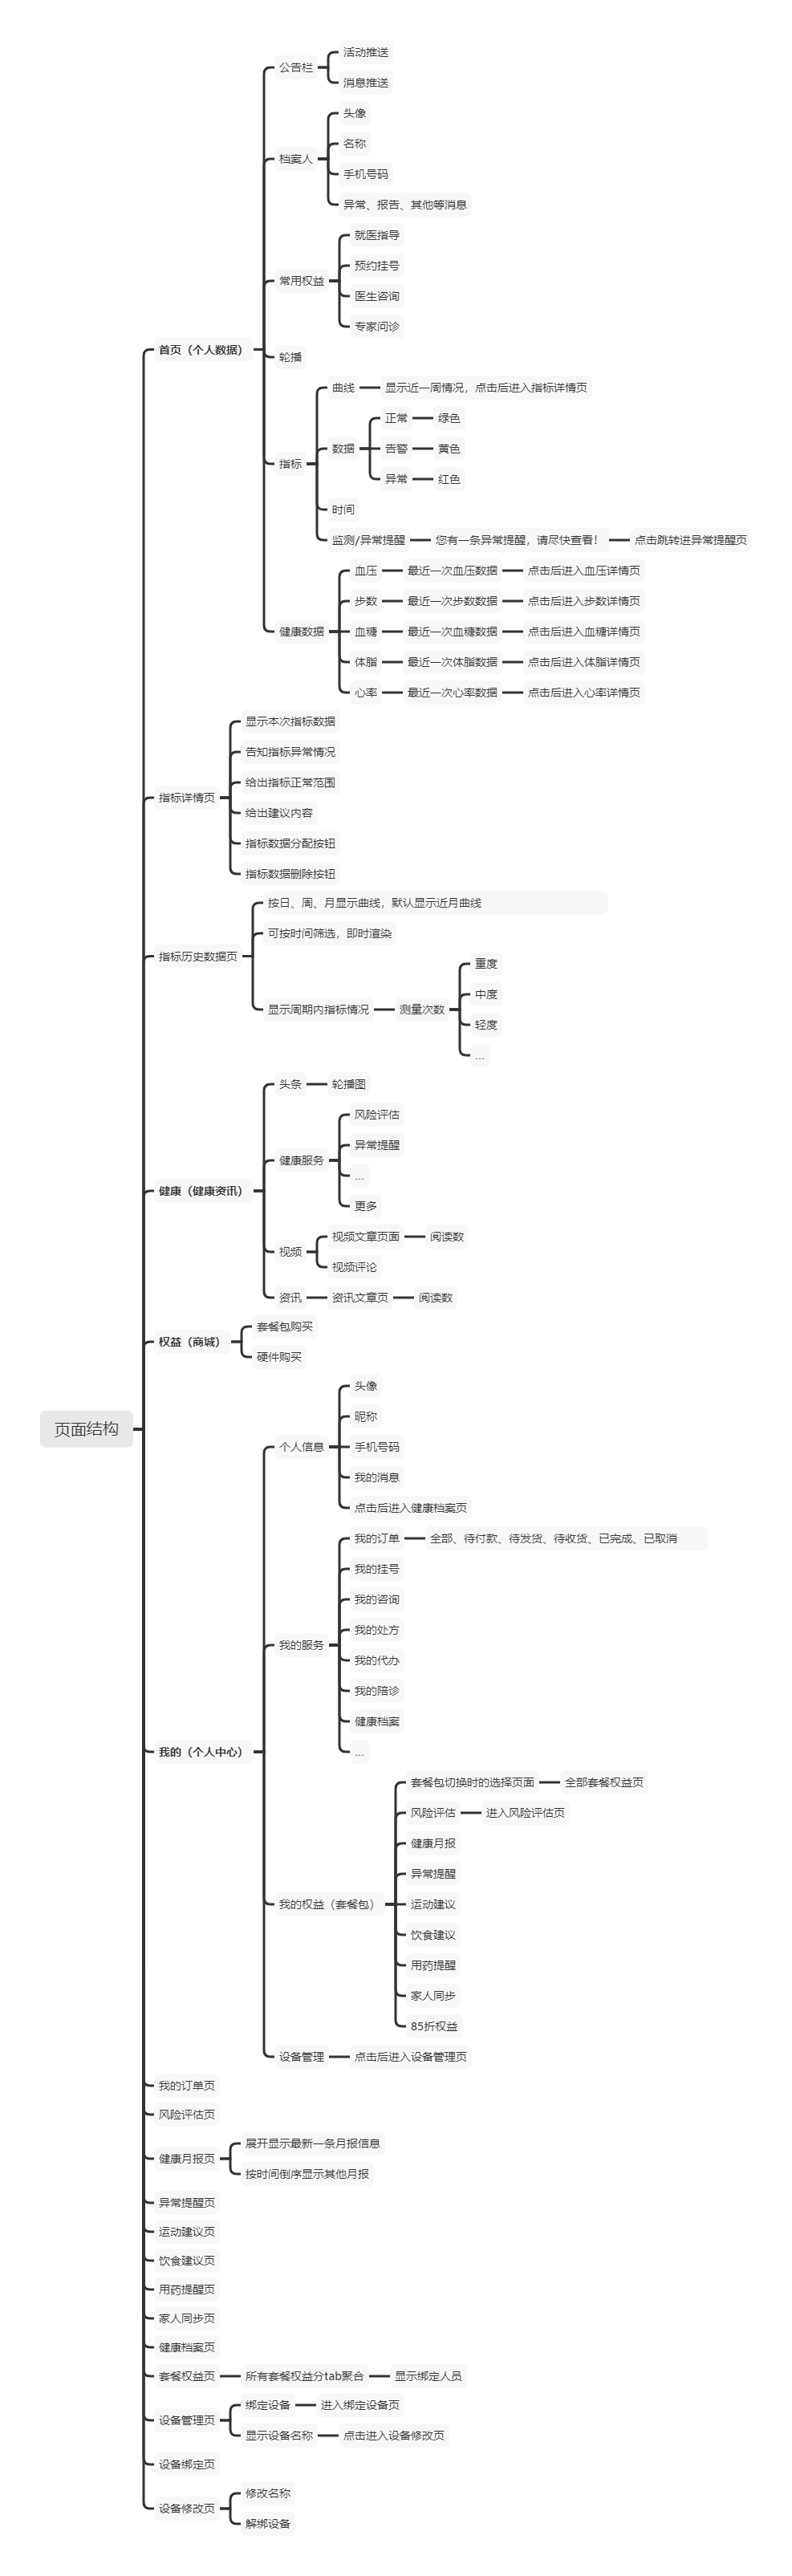 页面结构
首页（个人数据）
公告栏
活动推送
消息推送
档案人
头像
名称
手机号码
异常、报告、其他等消息
常用权益
就医指导
预约挂号
医生咨询
专家问诊
轮播
指标
曲线
显示近一周情况，点击后进入指标详情页
数据
正常
绿色
告警
黄色
异常
红色
时间
监测/异常提醒
您有一条异常提醒，请尽快查看！
点击跳转进异常提醒页
健康数据
血压
最近一次血压数据
点击后进入血压详情页
步数
最近一次步数数据
点击后进入步数详情页
血糖
最近一次血糖数据
点击后进入血糖详情页
体脂
最近一次体脂数据
点击后进入体脂详情页
心率
最近一次心率数据
点击后进入心率详情页
指标详情页
显示本次指标数据
告知指标异常情况
给出指标正常范围
给出建议内容
指标数据分配按钮
指标数据删除按钮
指标历史数据页
按日、周、月显示曲线，默认显示近月曲线
可按时间筛选，即时渲染
显示周期内指标情况
测量次数
重度
中度
轻度
...
健康（健康资讯）
头条
轮播图
健康服务
风险评估
异常提醒
...
更多
视频
视频文章页面
阅读数
视频评论
资讯
资讯文章页
阅读数
权益（商城）
套餐包购买
硬件购买
我的（个人中心）
个人信息
头像
昵称
手机号码
我的消息
点击后进入健康档案页
我的服务
我的订单
全部、待付款、待发货、待收货、已完成、已取消
我的挂号
我的咨询
我的处方
我的代办
我的陪诊
健康档案
...
我的权益（套餐包）
套餐包切换时的选择页面
全部套餐权益页
风险评估
进入风险评估页
健康月报
异常提醒
运动建议
饮食建议
用药提醒
家人同步
85折权益
设备管理
点击后进入设备管理页
我的订单页
风险评估页
健康月报页
展开显示最新一条月报信息
按时间倒序显示其他月报
异常提醒页
运动建议页
饮食建议页
用药提醒页
家人同步页
健康档案页
套餐权益页
所有套餐权益分tab聚合
显示绑定人员
设备管理页
绑定设备
进入绑定设备页
显示设备名称
点击进入设备修改页
设备绑定页
设备修改页
修改名称
解绑设备